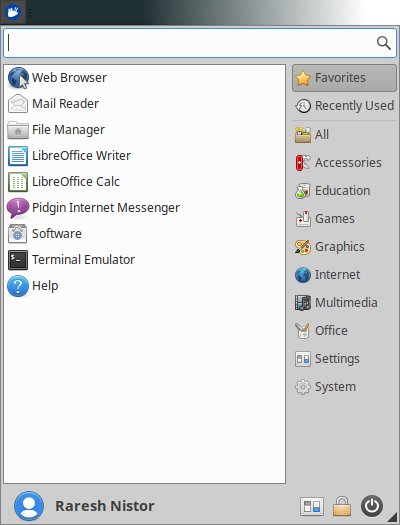 Web Browser
Mail Reader
File Manager
LibreOffice Writer
LibreOffice Calc
Pidgin Internet Messenger
Software
Terminal Emulator
Help
Favorites
Recently Used
All
Accessories
Education
Games
Graphics
Internet
Multimedia
Office
Settings
System
Raresh Nistor